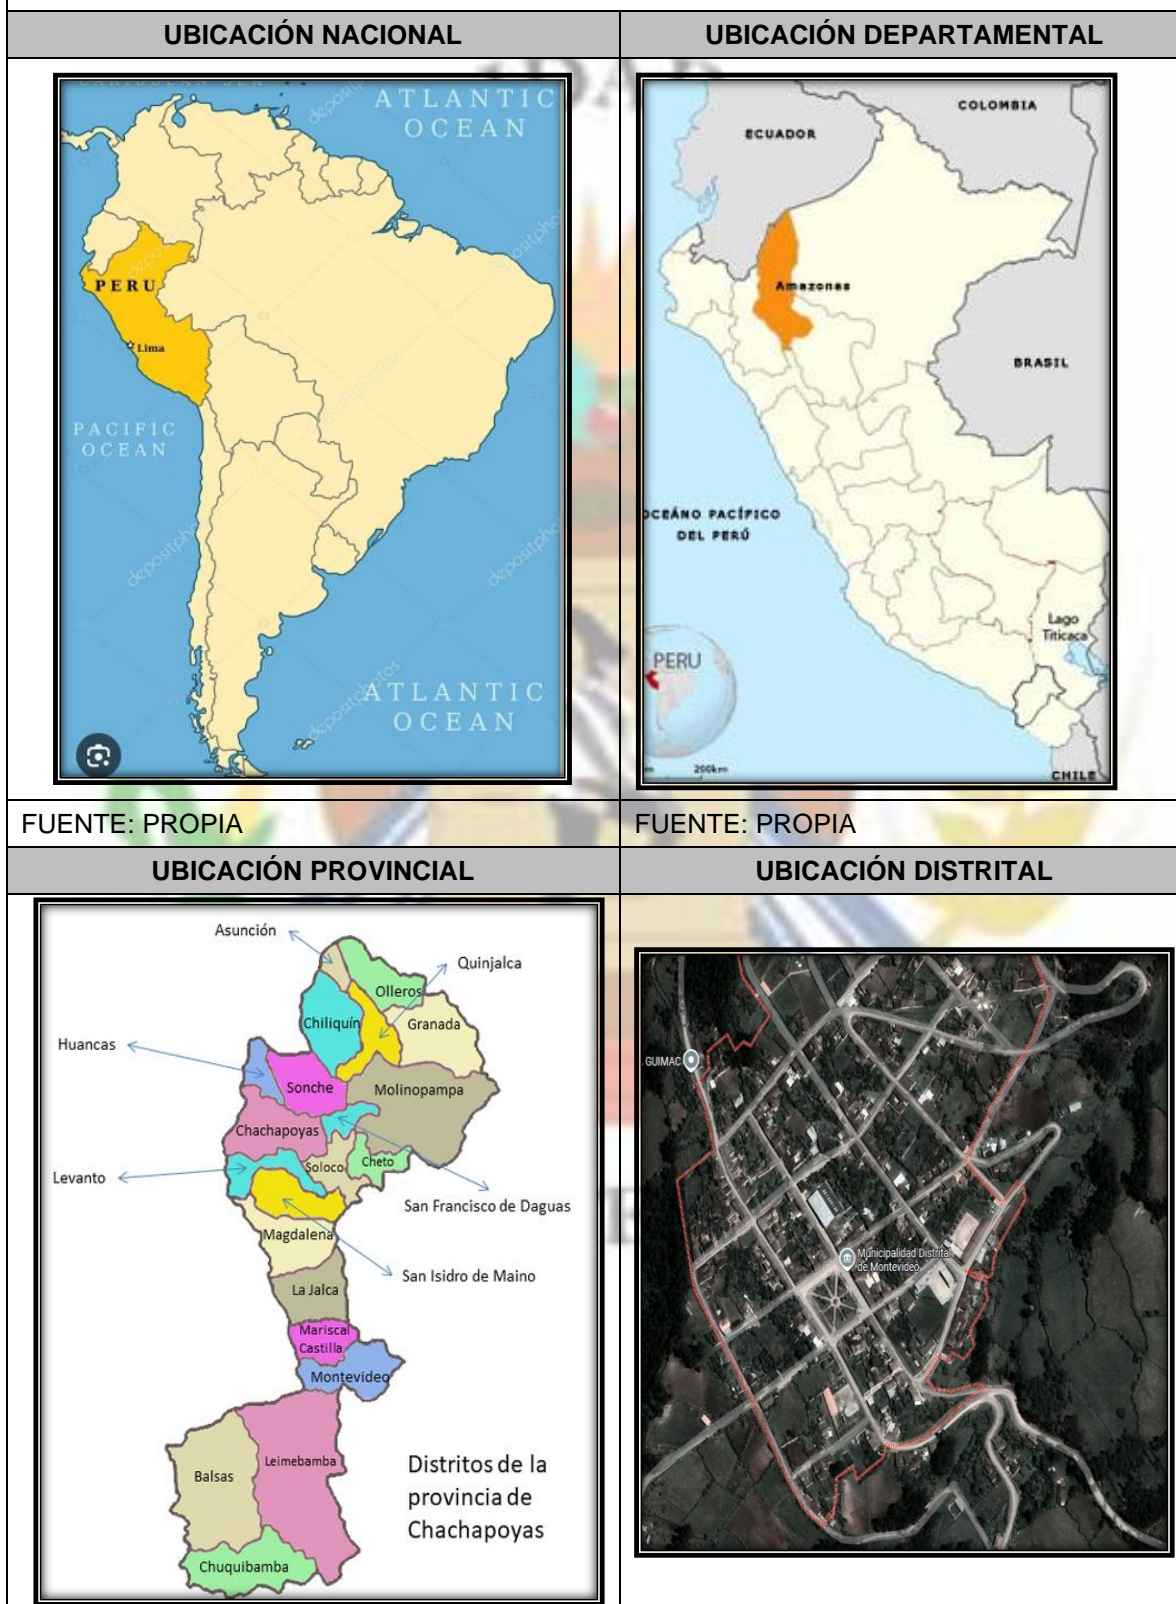 UBICACIÓN NACIONAL
UBICACIÓN DEPARTAMENTAL
CARIBBEAN SEA
ATLANTIC
OCEAN
depositphotos
PERU
Lima
PACIFIC
OCEAN
ATLANTIC
OCEAN
COLOMBIA
ECUADOR
Amazonas
BRASIL
OCEÁNO PACÍFICO
DEL PERÚ
Lago
Titicaca
PERU
200km
CHILE
FUENTE: PROPIA
FUENTE: PROPIA
UBICACIÓN PROVINCIAL
UBICACIÓN DISTRITAL
Asunción
Quinjalca
Olleros
Chiliquín
Granada
Huancas
Sonche
Molinopampa
Chachapoyas
Soloco
Cheto
Levanto
San Francisco de Daguas
Magdalena
San Isidro de Maino
La Jalca
Mariscal
Castilla
Montevideo
Leimebamba
Balsas
Distritos de la
provincia de
Chachapoyas
Chuquibamba
GUIMAC
Municipalidad Distrital
de Montevideo